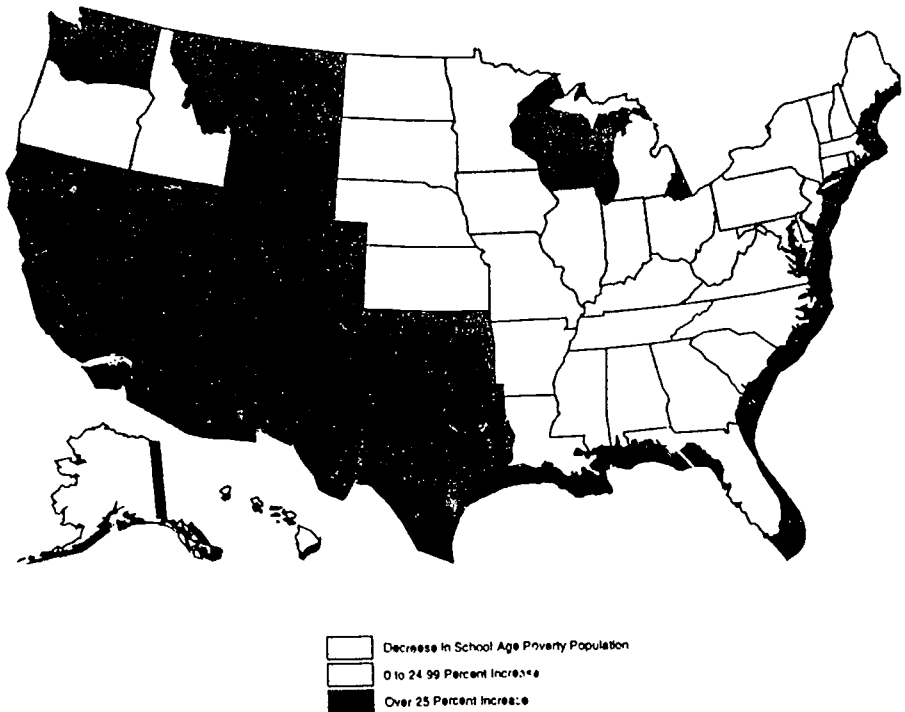 Decrease In School Age Poverty Population
0 to 24.99 Percent Increase
Over 25 Percent Increase